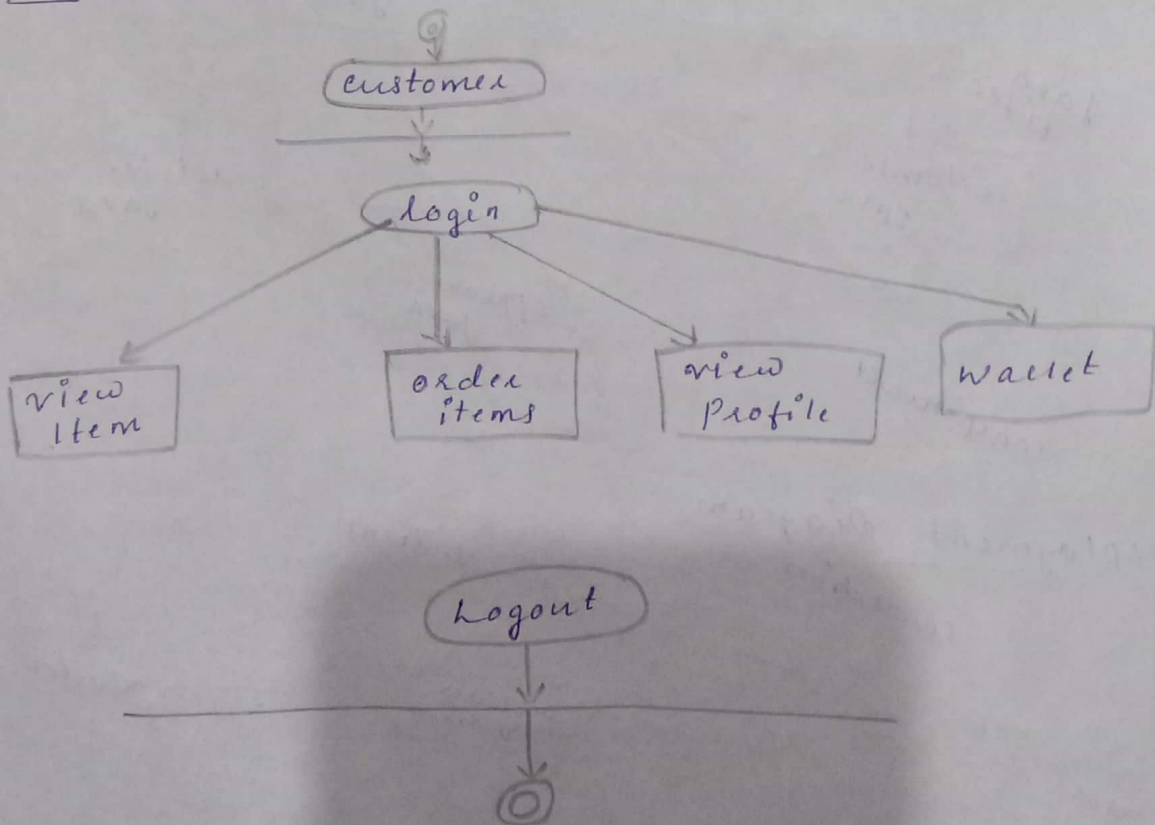 customer
login
view
Item
order
items
view
Profile
Wallet
Logout